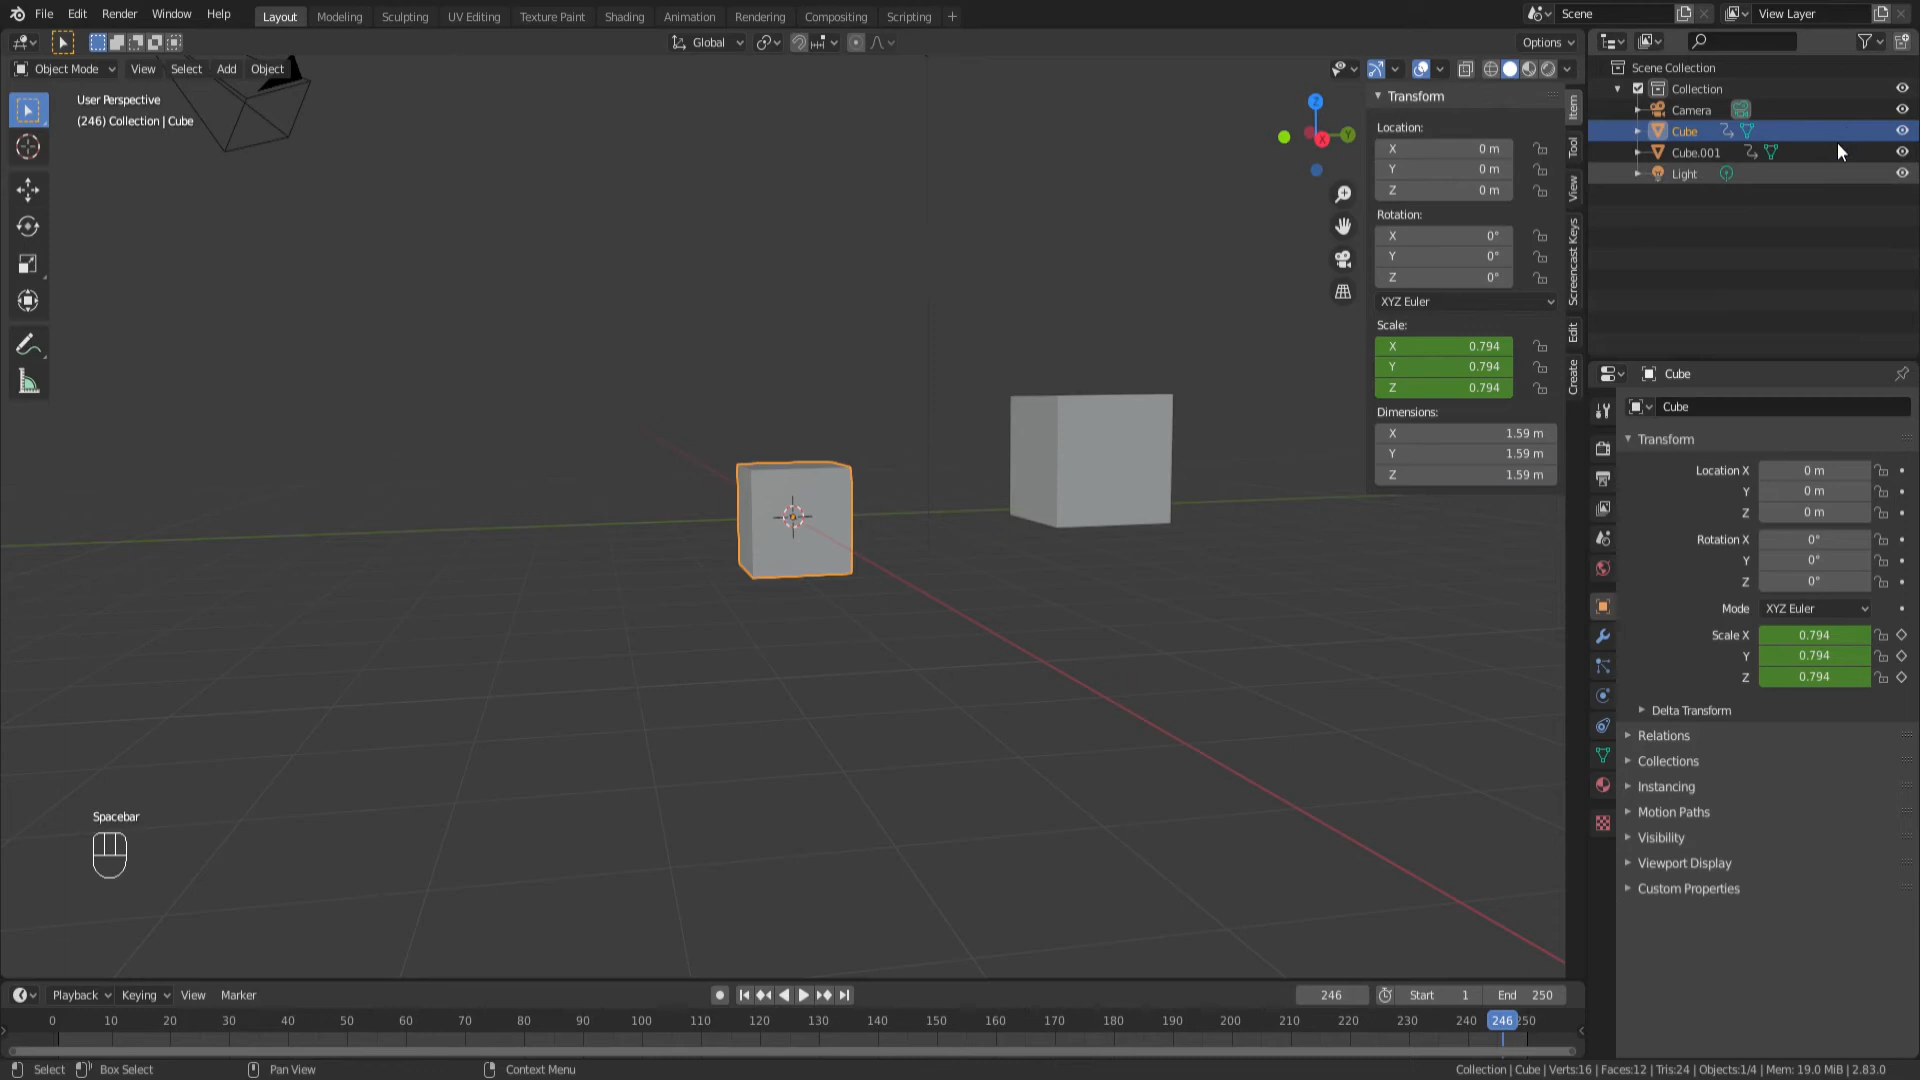 File Edit Render Window Help Layout Modeling Sculpting UV Editing Texture Paint Shading Animation Rendering Compositing Scripting + Scene View Layer
Global Options
Object Mode View Select Add Object
User Perspective
(246) Collection | Cube
Z
Y
X
Transform
Location:
X 0 m
Y 0 m
Z 0 m
Rotation:
X 0°
Y 0°
Z 0°
XYZ Euler
Scale:
X 0.794
Y 0.794
Z 0.794
Dimensions:
X 1.59 m
Y 1.59 m
Z 1.59 m
Item
Tool
View
Screencast Keys
Edit
Create
Scene Collection
Collection
Camera
Cube
Cube.001
Light
Cube
Cube
Transform
Location X 0 m
Y 0 m
Z 0 m
Rotation X 0°
Y 0°
Z 0°
Mode XYZ Euler
Scale X 0.794
Y 0.794
Z 0.794
Delta Transform
Relations
Collections
Instancing
Motion Paths
Visibility
Viewport Display
Custom Properties
Spacebar
Playback Keying View Marker 246 Start 1 End 250
0 10 20 30 40 50 60 70 80 90 100 110 120 130 140 150 160 170 180 190 200 210 220 230 240 246 250
Select Box Select Pan View Context Menu Collection | Cube | Verts:16 | Faces:12 | Tris:24 | Objects:1/4 | Mem: 19.0 MiB | 2.83.0